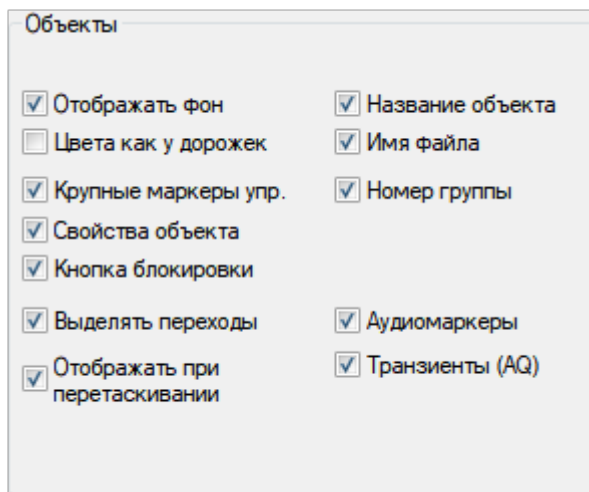 Объекты
Отображать фон
Название объекта
Цвета как у дорожек
Имя файла
Крупные маркеры упр.
Номер группы
Свойства объекта
Кнопка блокировки
Выделять переходы
Аудиомаркеры
Отображать при
перетаскивании
Транзиенты (AQ)